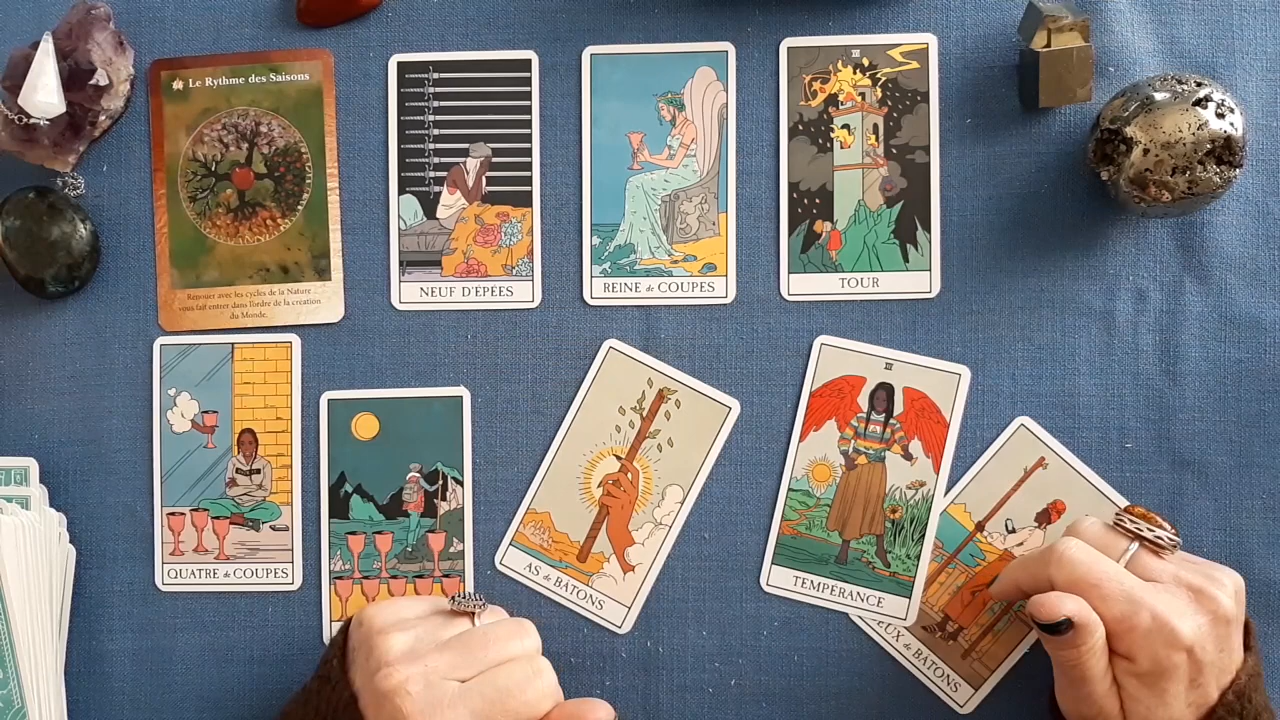 Le Rythme des Saisons
Renouer avec les cycles de la Nature
vous fait entrer dans l'ordre de la création
du Monde.
NEUF D'ÉPÉES
REINE de COUPES
TOUR
QUATRE de COUPES
AS de BÂTONS
TEMPÉRANCE
de BÂTONS